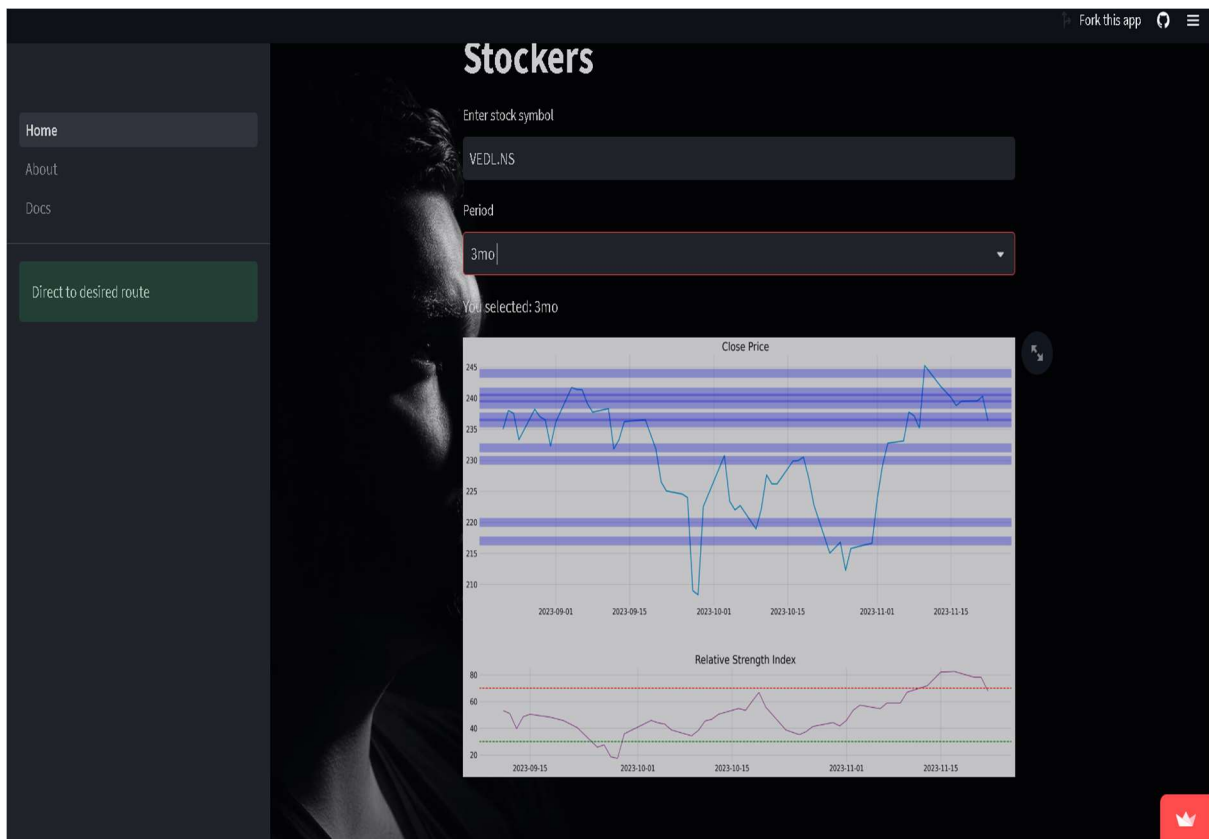 Fork this app
Stockers
Home
About
Docs
Direct to desired route
Enter stock symbol
VEDL.NS
Period
3mo
You selected: 3mo
Close Price
245
240
235
230
225
220
215
210
2023-09-01 2023-09-15 2023-10-01 2023-10-15 2023-11-01 2023-11-15
Relative Strength Index
80
60
40
20
2023-09-15 2023-10-01 2023-10-15 2023-11-01 2023-11-15